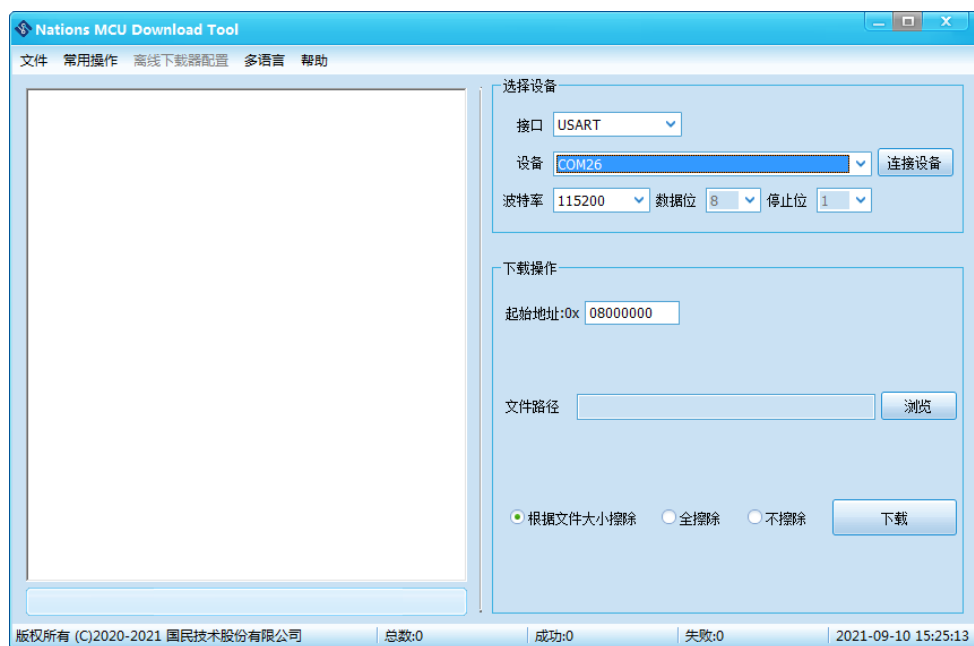 Nations MCU Download Tool
文件 常用操作 离线下载器配置 多语言 帮助
选择设备
接口 USART
设备 COM26 连接设备
波特率 115200 数据位 8 停止位 1
下载操作
起始地址:0x 08000000
文件路径 浏览
根据文件大小擦除 全擦除 不擦除 下载
版权所有 (C)2020-2021 国民技术股份有限公司 总数:0 成功:0 失败:0 2021-09-10 15:25:13